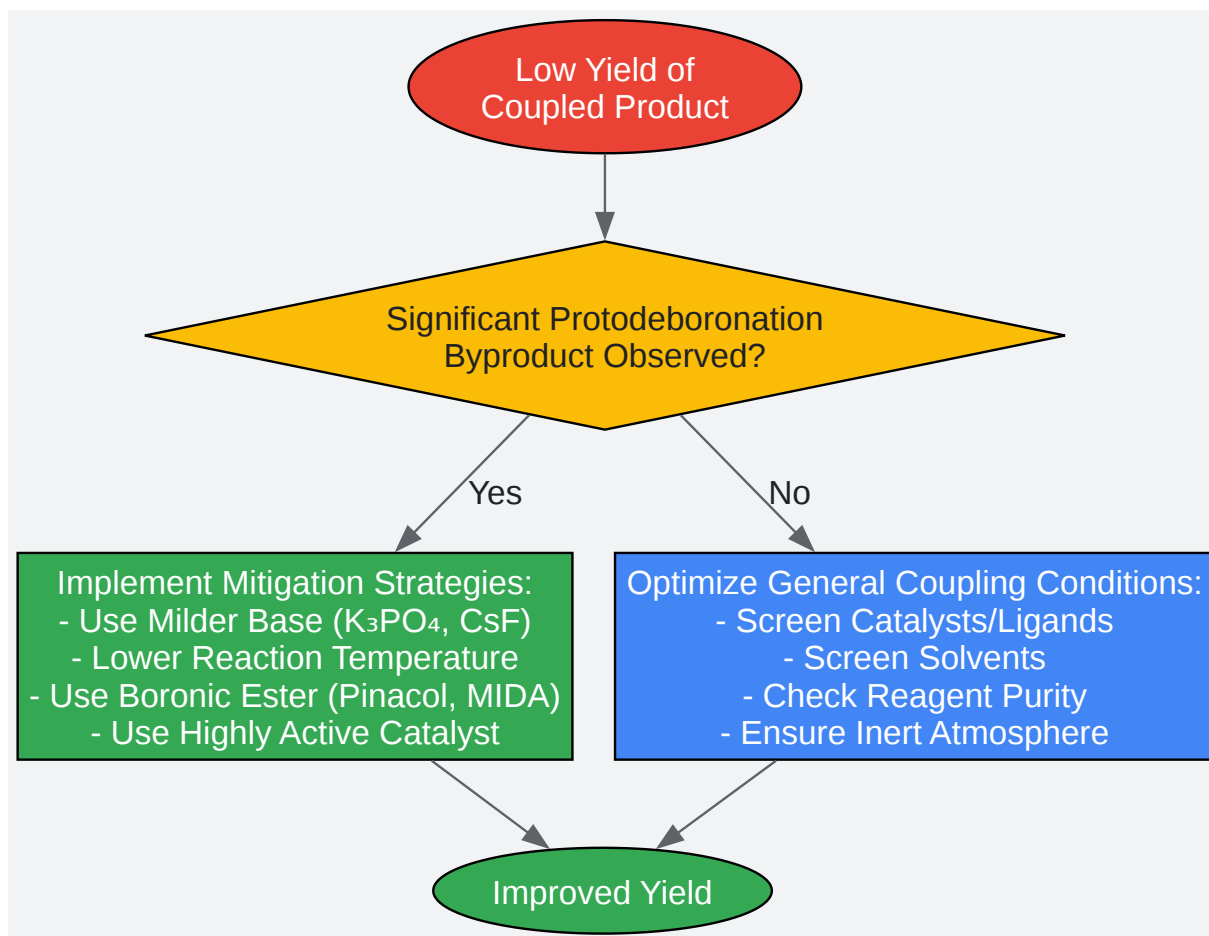 Low Yield of
Coupled Product
Significant Protodeboronation
Byproduct Observed?
Yes
No
Implement Mitigation Strategies:
- Use Milder Base (K₃PO₄, CsF)
- Lower Reaction Temperature
- Use Boronic Ester (Pinacol, MIDA)
- Use Highly Active Catalyst
Optimize General Coupling Conditions:
- Screen Catalysts/Ligands
- Screen Solvents
- Check Reagent Purity
- Ensure Inert Atmosphere
Improved Yield